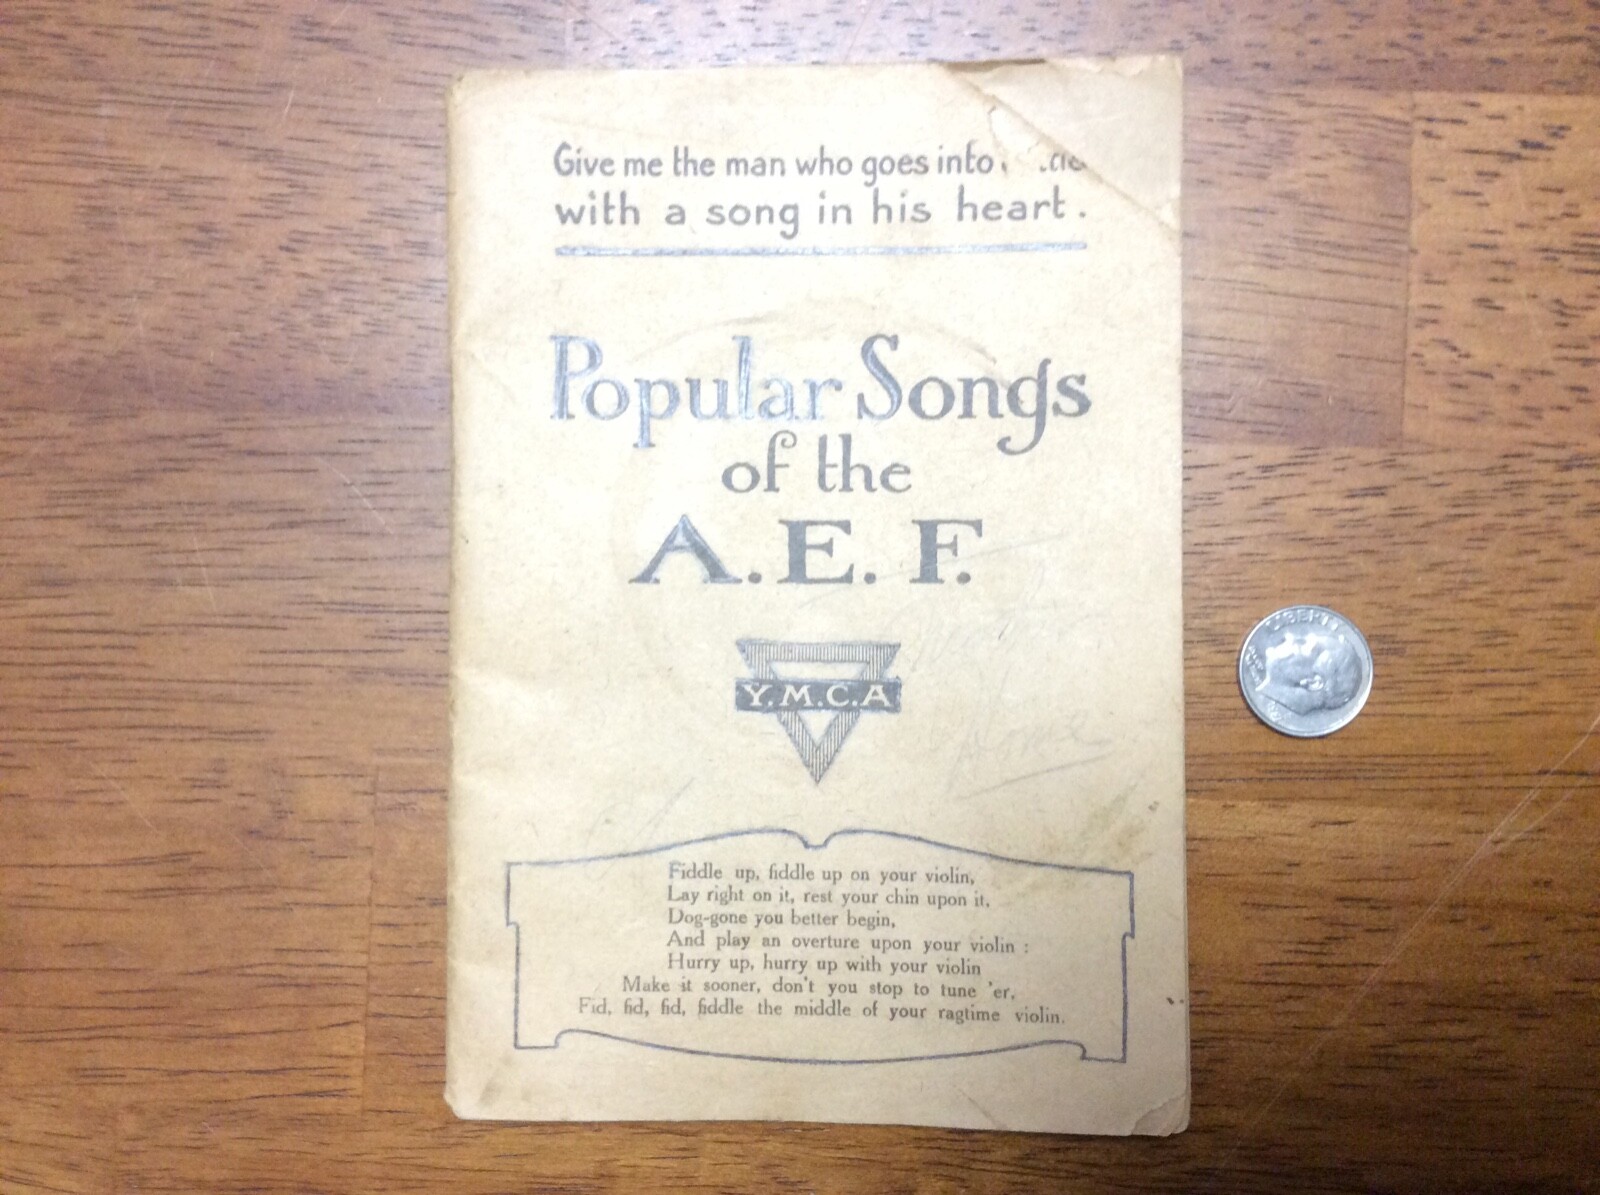 Give me the man who goes into
with a song in his heart.
Popular Songs
of the
A. E. F.
Y.M.C.A
Fiddle up, fiddle up on your violin,
Lay right on it, rest your chin upon it,
Dog-gone you better begin,
And play an overture upon your violin :
Hurry up, hurry up with your violin
Make it sooner, don't you stop to tune 'er,
Fid, fid, fid, fiddle the middle of your ragtime violin.
LIBERTY